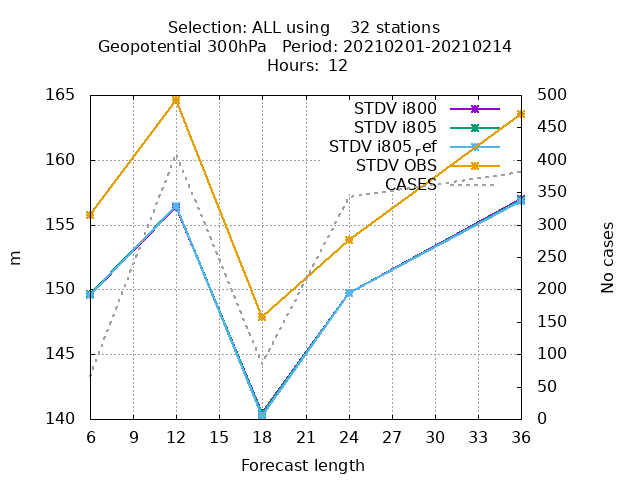 Selection: ALL using    32 stations
Geopotential 300hPa   Period: 20210201-20210214
Hours:  12
165
160
155
150
145
140
m
500
450
400
350
300
250
200
150
100
50
0
No cases
STDV i800
STDV i805
STDV i805ref
STDV OBS
CASES
6 9 12 15 18 21 24 27 30 33 36
Forecast length